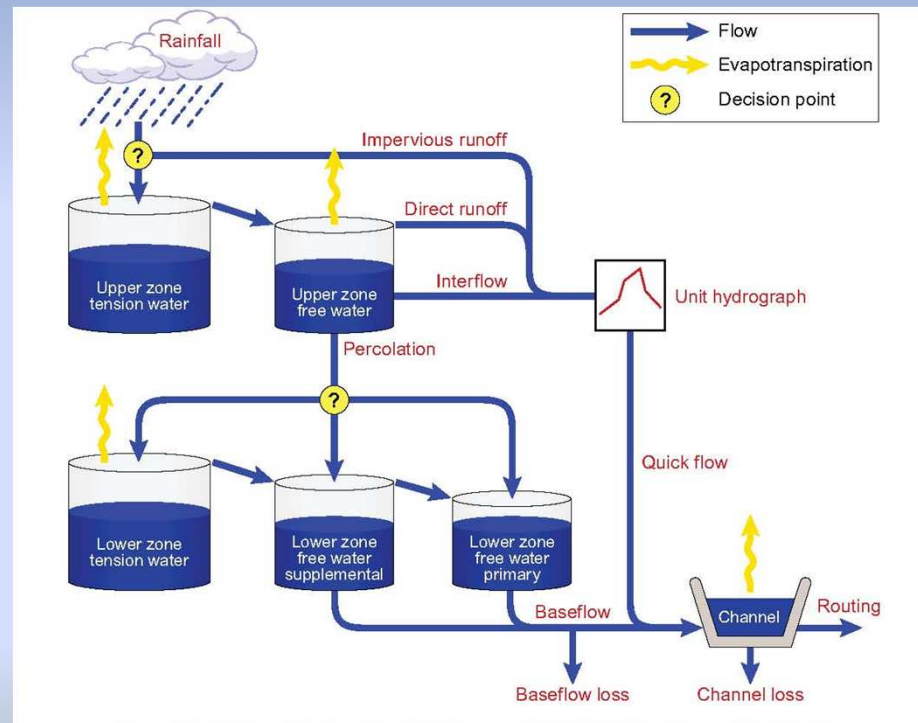 Rainfall
Flow
Evapotranspiration
?
Decision point
?
Impervious runoff
Direct runoff
Interflow
Upper zone
tension water
Upper zone
free water
Unit hydrograph
Percolation
?
Quick flow
Lower zone
tension water
Lower zone
free water
supplemental
Lower zone
free water
primary
Baseflow
Channel
Routing
Baseflow loss
Channel loss